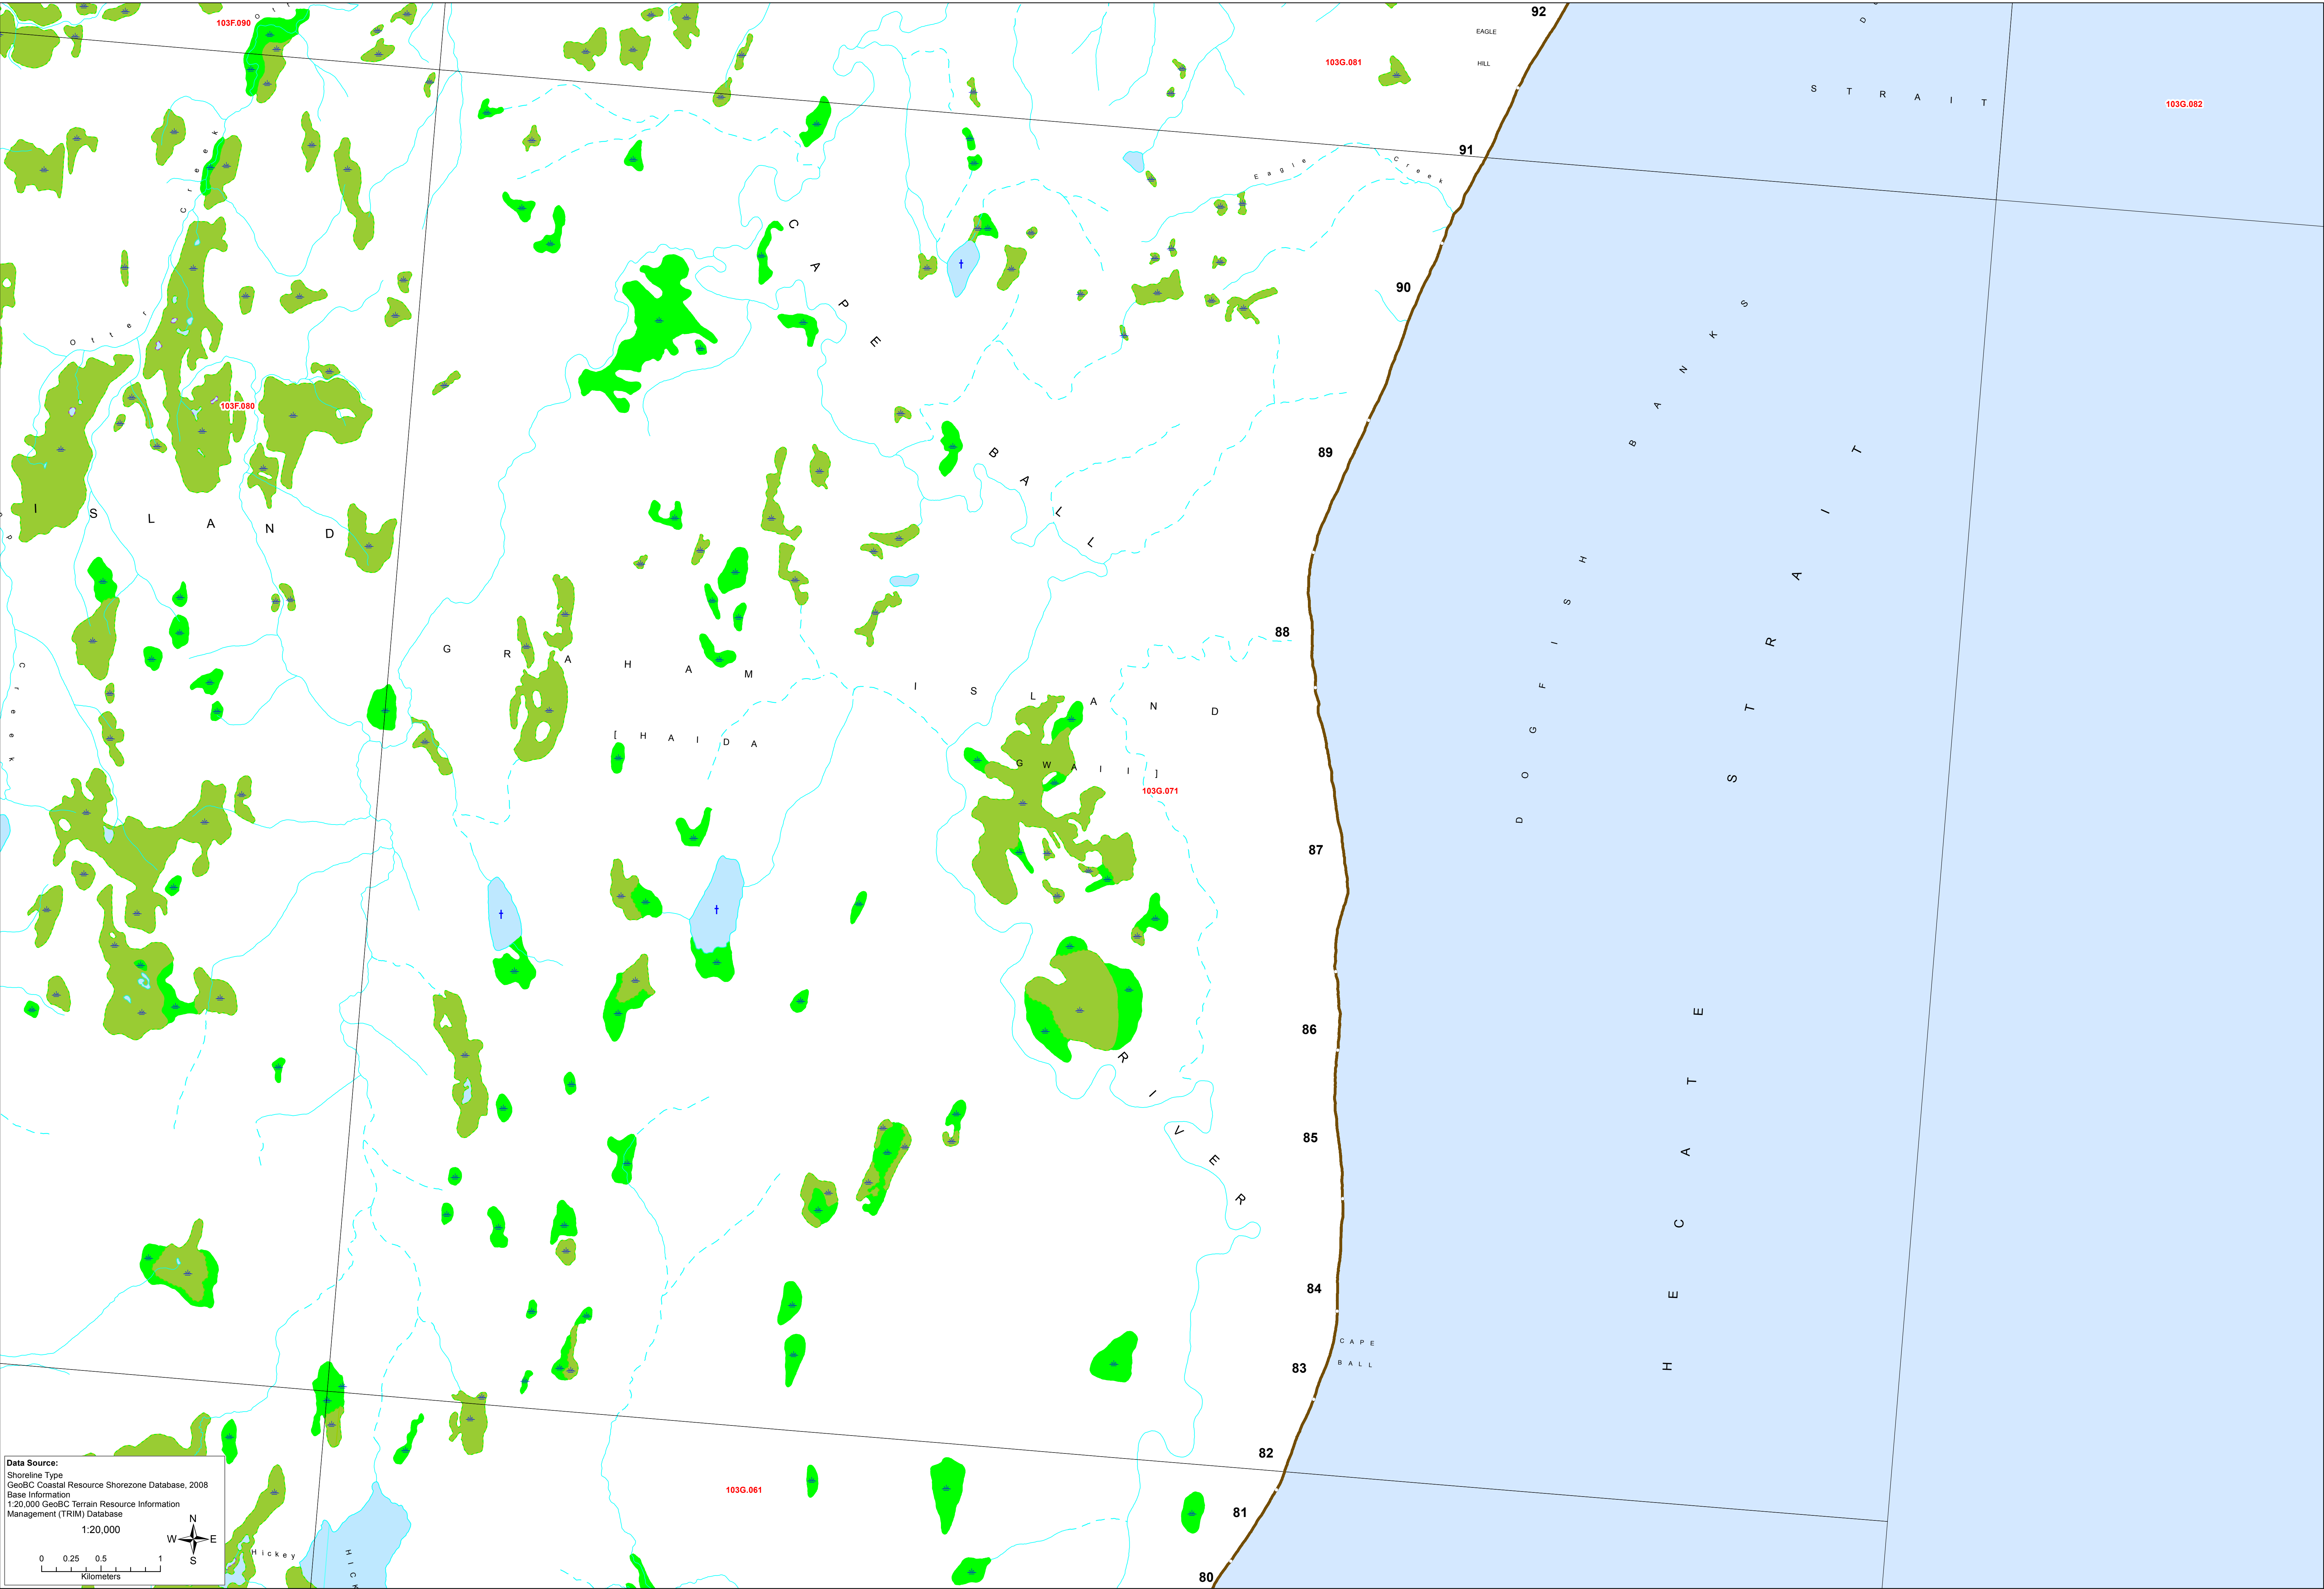 103F.090
92
EAGLE
HILL
103G.081
STRAIT
103G.082
91
Eagle Creek
Creek
90
Otter
103F.080
89
DOGFISH BANKS
HECATE STRAIT
ISLAND
88
GRAHAM ISLAND
[HAIDA GWAII]
103G.071
Creek
87
CAPE BALL RIVER
86
85
84
CAPE
BALL
83
82
103G.061
81
80
Hickey
HICK
Data Source:
Shoreline Type
GeoBC Coastal Resource Shorezone Database, 2008
Base Information
1:20,000 GeoBC Terrain Resource Information
Management (TRIM) Database
1:20,000
N
W E
S
0 0.25 0.5 1
Kilometers